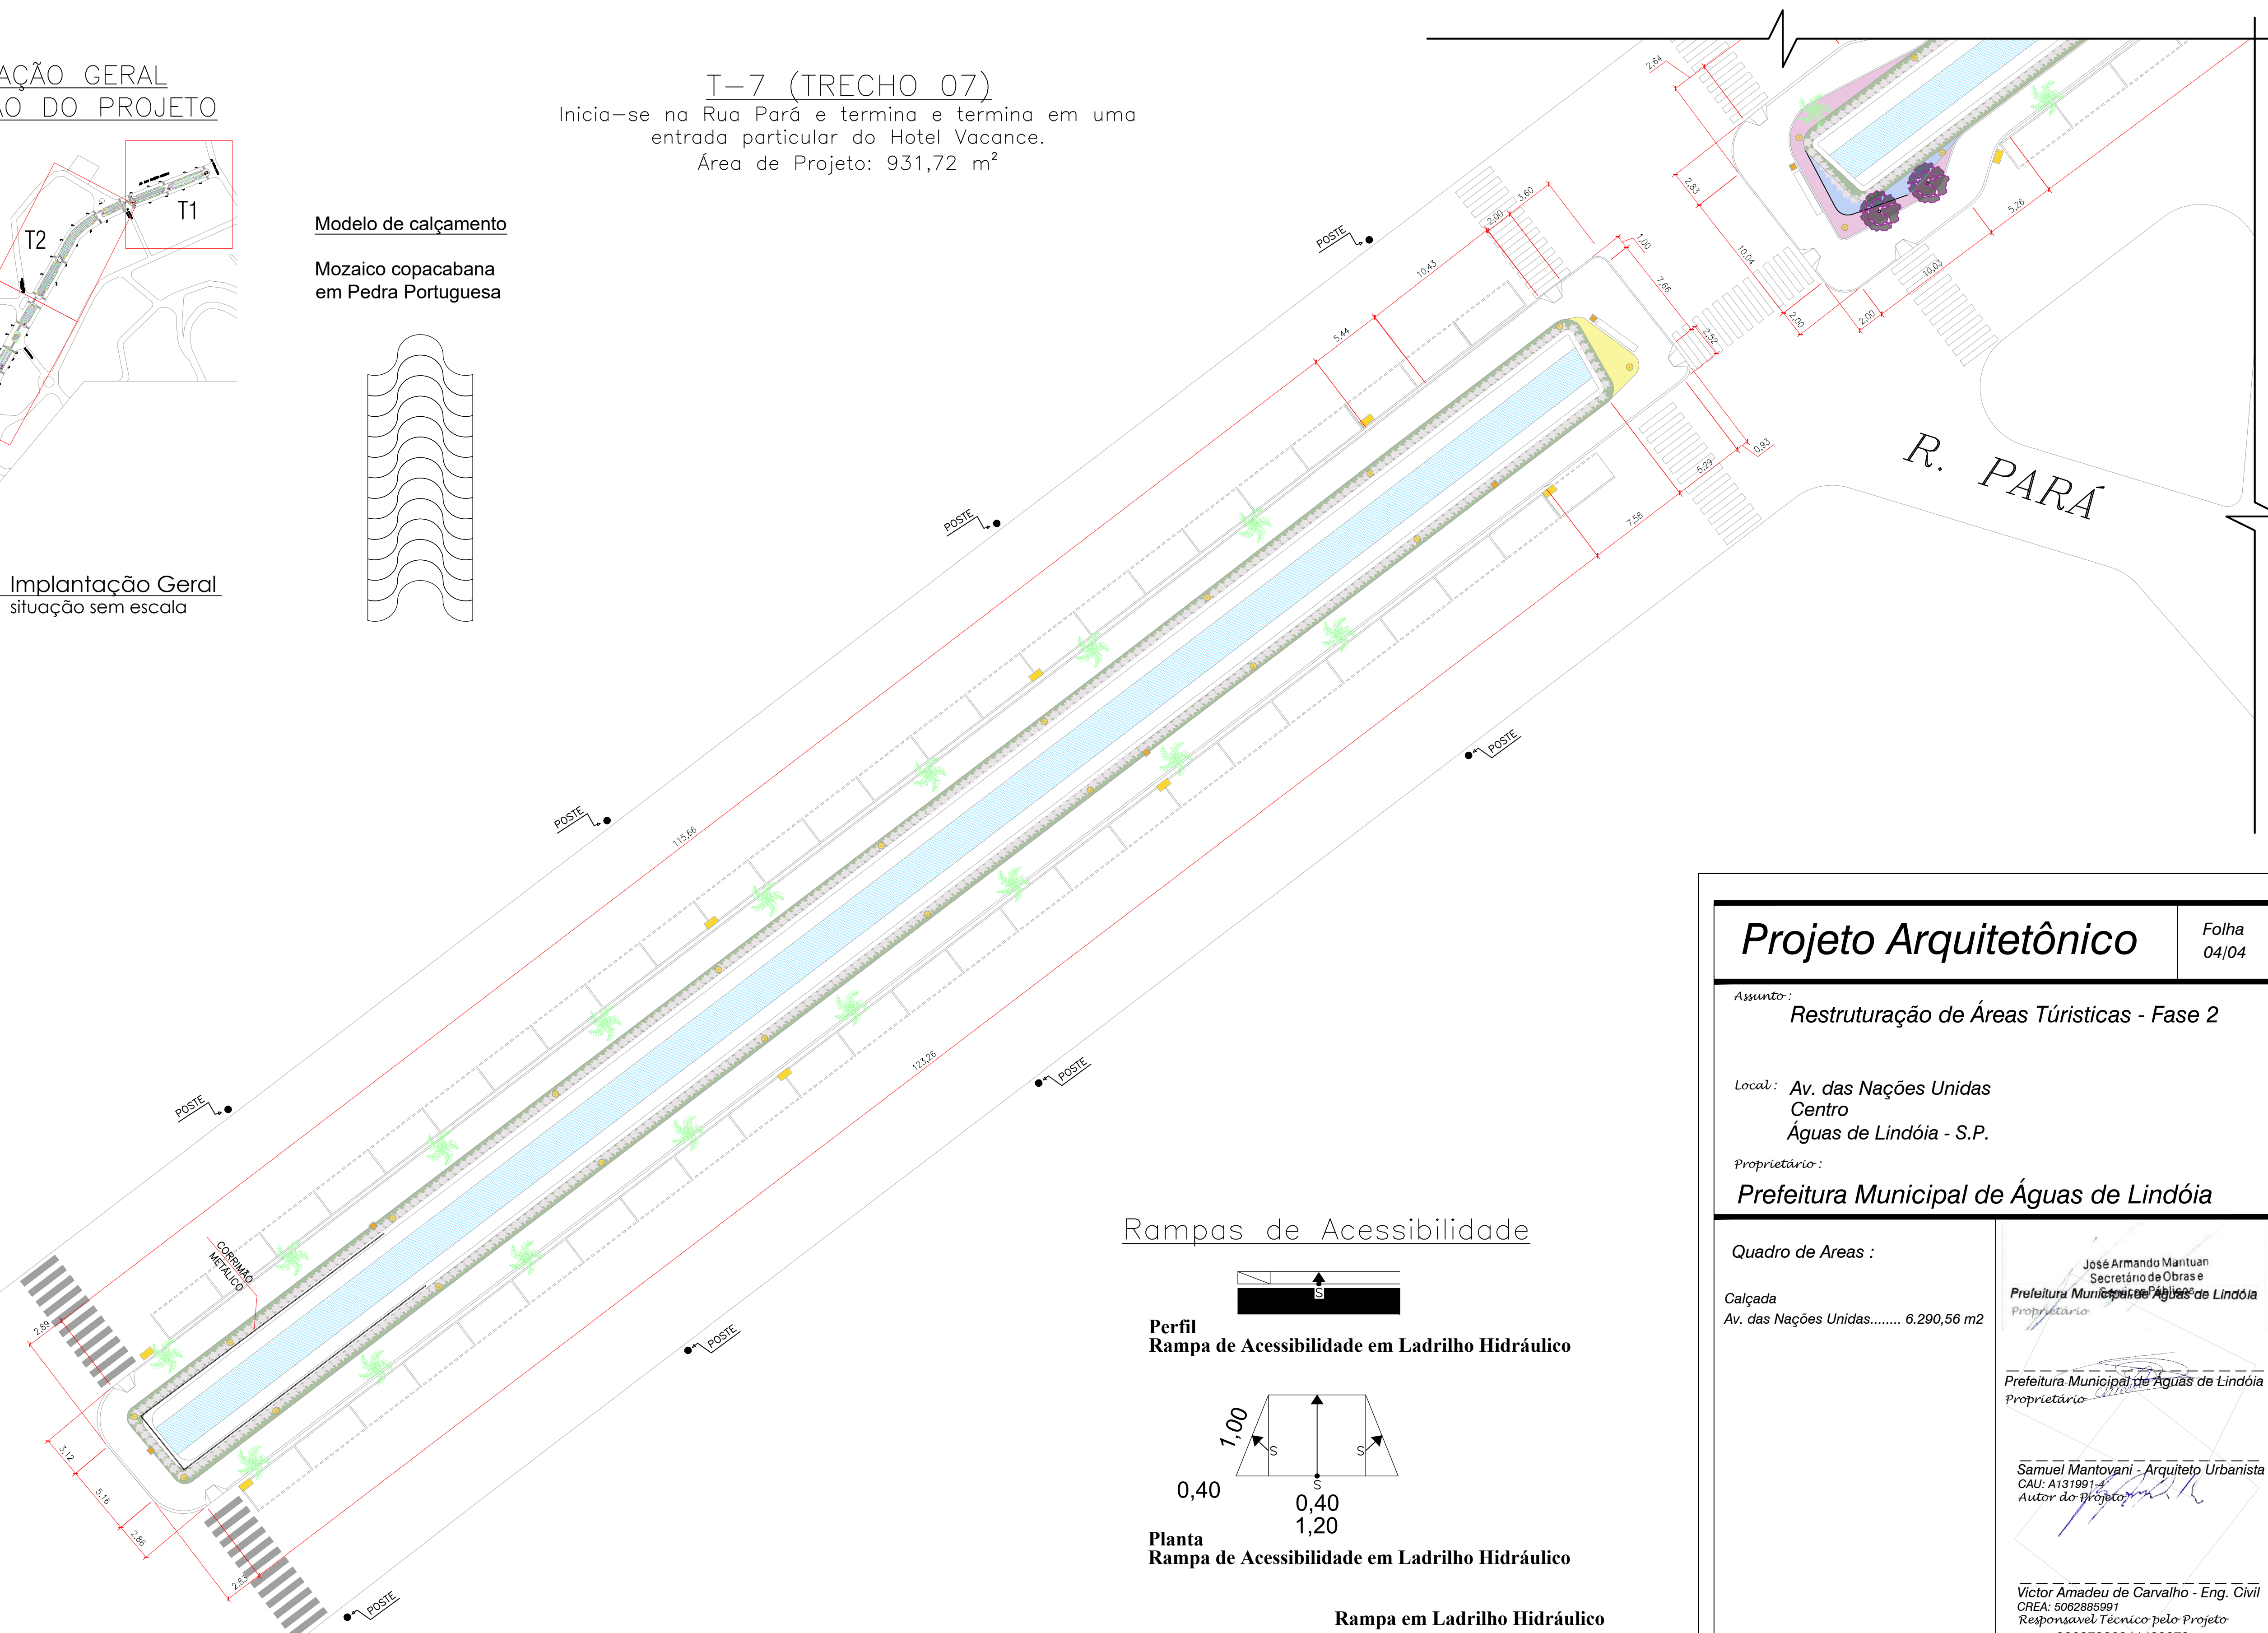 AÇÃO GERAL
ÃO DO PROJETO
T1
T2
Implantação Geral
situação sem escala
T-7 (TRECHO 07)
Inicia-se na Rua Pará e termina e termina em uma
entrada particular do Hotel Vacance.
Área de Projeto: 931,72 m²
Modelo de calçamento
Mozaico copacabana
em Pedra Portuguesa
2,64
2,83
10,04
2,00
2,00
10,03
5,26
POSTE
3,60
2,00
10,43
5,44
1,00
7,66
2,52
0,93
5,29
7,58
R. PARÁ
POSTE
POSTE
POSTE
POSTE
POSTE
POSTE
POSTE
115,66
123,26
CORRIMÃO
METÁLICO
2,89
3,12
5,16
2,86
2,83
Rampas de Acessibilidade
S
Perfil
Rampa de Acessibilidade em Ladrilho Hidráulico
1,00
S
S
S
0,40
0,40
1,20
Planta
Rampa de Acessibilidade em Ladrilho Hidráulico
Rampa em Ladrilho Hidráulico
Projeto Arquitetônico
Folha
04/04
Assunto :
Restruturação de Áreas Túristicas - Fase 2
Local :
Av. das Nações Unidas
Centro
Águas de Lindóia - S.P.
Proprietário :
Prefeitura Municipal de Águas de Lindóia
Quadro de Areas :
Calçada
Av. das Nações Unidas........ 6.290,56 m2
José Armando Mantuan
Secretário de Obras e
Serviços Públicos
Prefeitura Municipal de Águas de Lindóia
Proprietário
Prefeitura Municipal de Águas de Lindóia
Proprietário
Samuel Mantovani - Arquiteto Urbanista
CAU: A131991-4
Autor do Projeto
Victor Amadeu de Carvalho - Eng. Civil
CREA: 5062885991
Responsavel Técnico pelo Projeto